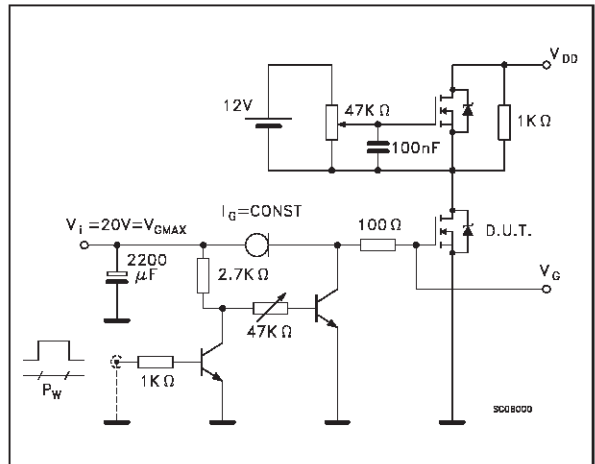 V_DD
12V
47KΩ
100nF
1KΩ
V_i =20V=V_GMAX
I_G=CONST
100Ω
D.U.T.
2200
μF
2.7KΩ
V_G
47KΩ
1KΩ
P_W
SC08000